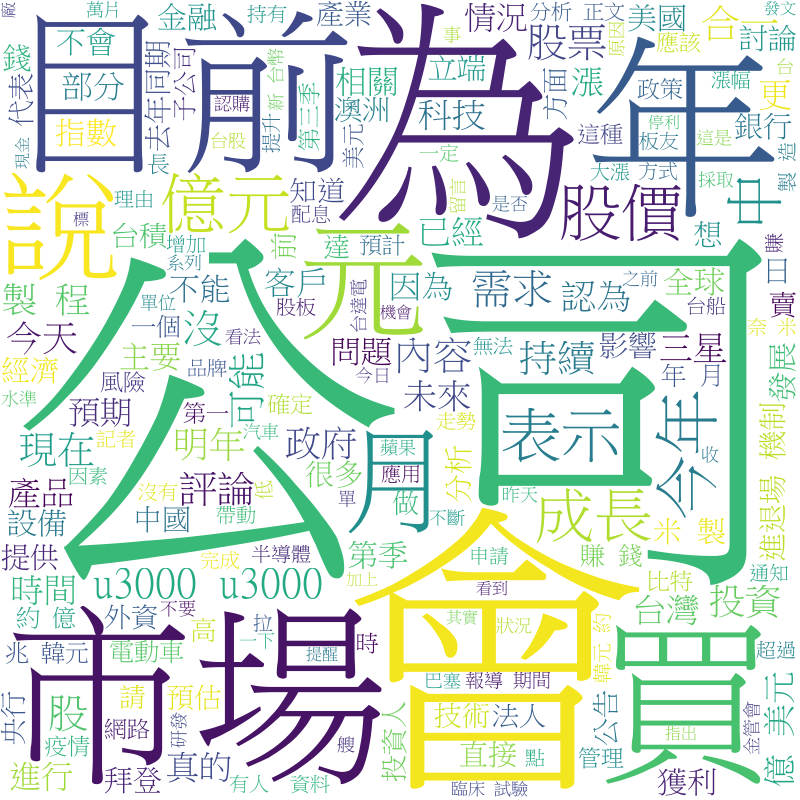 公司
為
目前
年
會
市場
買
元
說
月
億元
股價
表示
成長
今年
中
需求
認為
持續
內容
未來
影響
三星
全球
賣
發展
機制
進退場
分析
米 製
賺 錢
台灣
投資
億 美元
獲利
公告
管理
技術
法人
直接
點
投資人
臨床 試驗
資料
有人
真的
拜登
進行
央行
疫情
網路
研發
請
預估
股
電動車
兆 韓元
約 億
外資
不要
時間
提供
設備
產品
中國
評論
政府
明年
現在
預期
風險
主要
經濟
今天
製 程
不能
沒
一個
客戶
因為
已經
可能
問題
很多
應用
蘋果
做
第季
半導體
u3000 u3000
帶動
沒有
完成
記者
因素
水準
第一
確定
品牌
看法
今日
汽車
機會
股板
單位
系列
增加
台積
理由
知道
配息
前
達
預計
台達電
想
無法
走勢
昨天
不斷
申請
看到
其實
狀況
提醒
一下
加上
巴塞
報導
期間
韓元 約
比特
通知
超過
金管會
指出
收
之前
台船
年
月
口
奈 米
情況
股票
美國
合一
討論
更
銀行
政策
漲幅
應該
原因
分析
正文
發文
事
台
停利
板友
這是
這種
大漲
方式
採取
製 造
賺
方面
漲
科技
立端
相關
澳洲
美元
第三季
新
台幣
提升
認購
台股
長
現金
去年同期
子公司
指數
代表
部分
不會
錢
萬片
金融
持有
產業
一定
留言
是否
標
廠
高
拉
時
艘
低
單